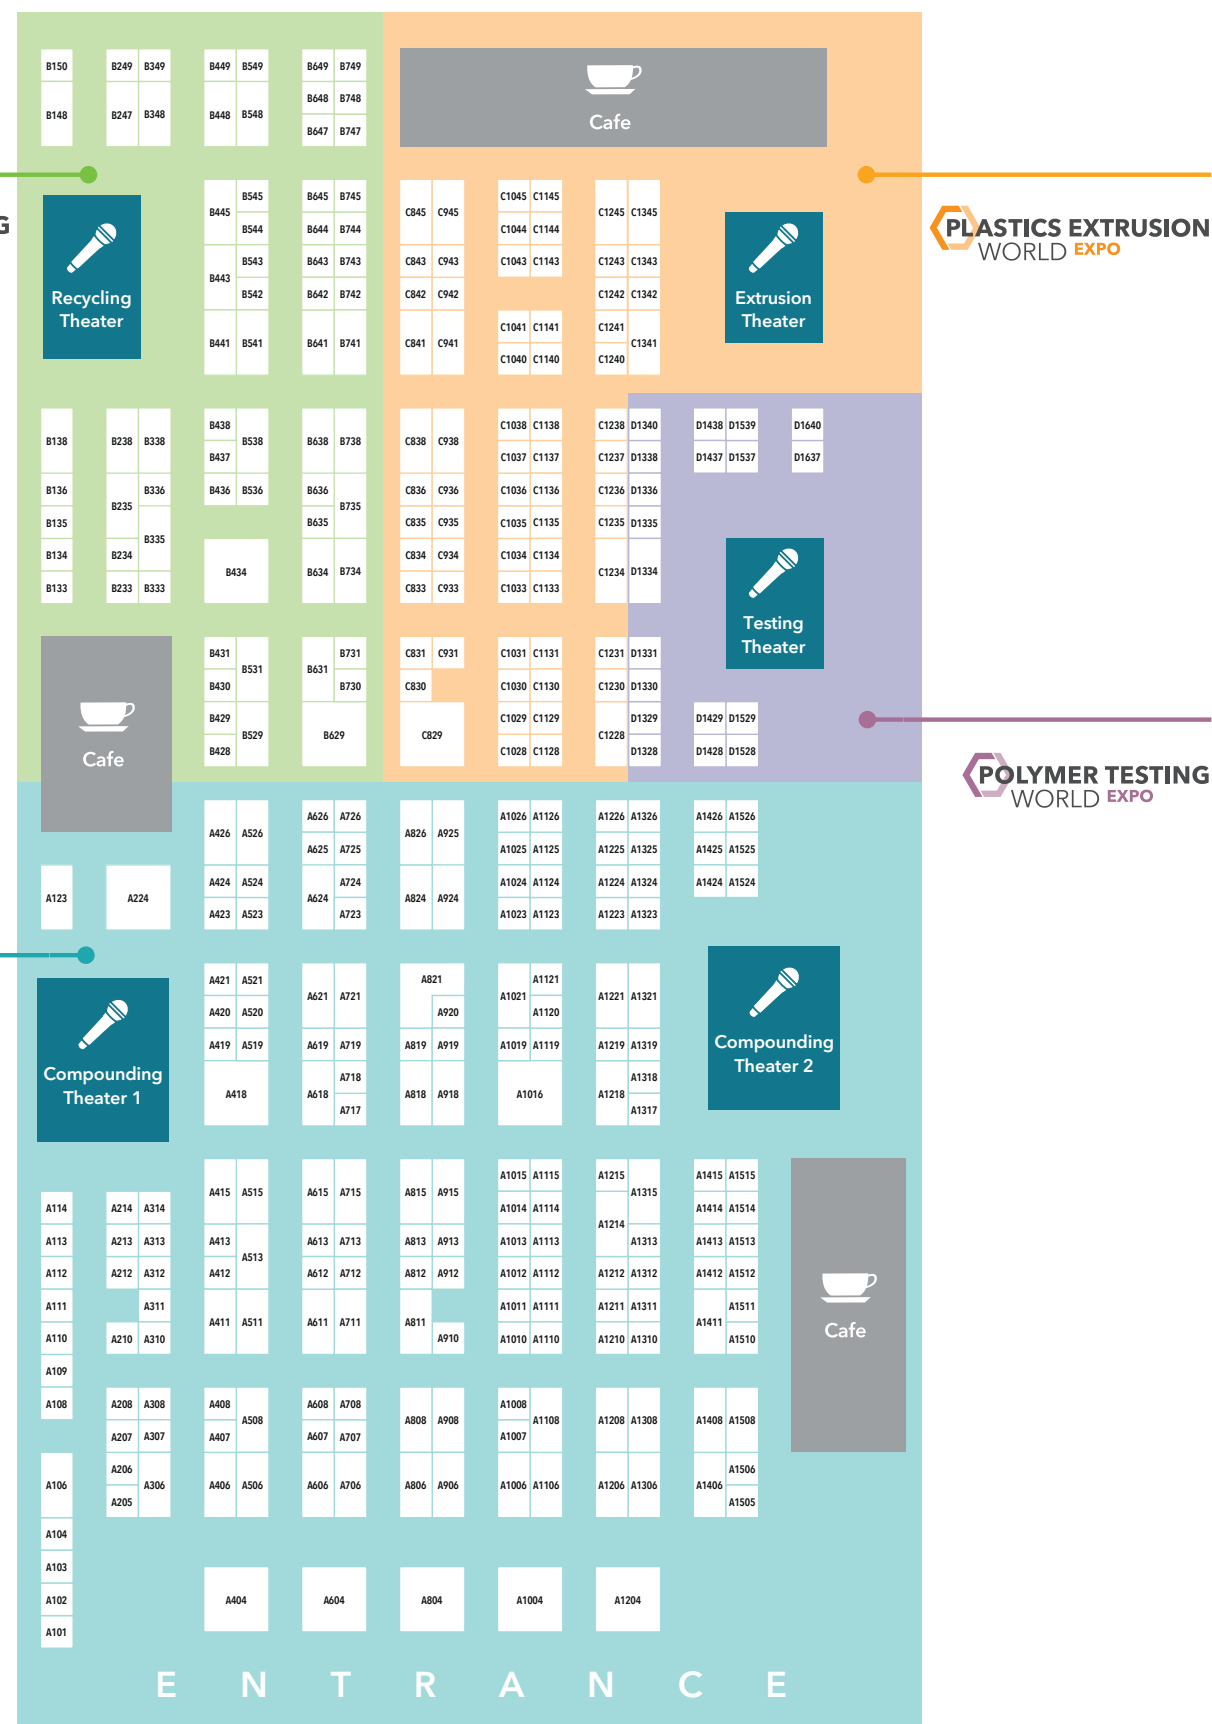 B150 B249 B349 B449 B549 B649 B749
B648 B748
B148 B247 B348 B448 B548
B647 B747
Cafe
B445 B545 B645 B745 C845 C945 C1045 C1145 C1245 C1345
B544 B644 B744 C1044 C1144
B443 B543 B643 B743 C843 C943 C1043 C1143 C1243 C1343
B542 B642 B742 C842 C942 C1242 C1342
B441 B541 B641 B741 C841 C941 C1041 C1141 C1241 C1341
C1040 C1140 C1240
Recycling
Theater
Extrusion
Theater
G
PLASTICS EXTRUSION
WORLD EXPO
B138 B238 B338 B438 B538 B638 B738 C838 C938 C1038 C1138 C1238 D1340 D1438 D1539 D1640
B437 C1037 C1137 C1237 D1338 D1437 D1537 D1637
B136 B235 B336 B436 B536 B636 B735 C836 C936 C1036 C1136 C1236 D1336
B135 B335 B635 C835 C935 C1035 C1135 C1235 D1335
B134 B234 B434 B634 B734 C834 C934 C1034 C1134 C1234 D1334
B133 B233 B333 C833 C933 C1033 C1133
Testing
Theater
B431 B531 B631 B731 C831 C931 C1031 C1131 C1231 D1331
B430 B730 C830 C1030 C1130 C1230 D1330
B429 B529 B629 C829 C1029 C1129 C1228 D1329 D1429 D1529
B428 C1028 C1128 D1328 D1428 D1528
Cafe
POLYMER TESTING
WORLD EXPO
A426 A526 A626 A726 A826 A925 A1026 A1126 A1226 A1326 A1426 A1526
A625 A725 A1025 A1125 A1225 A1325 A1425 A1525
A123 A224 A424 A524 A624 A724 A824 A924 A1024 A1124 A1224 A1324 A1424 A1524
A423 A523 A723 A1023 A1123 A1223 A1323
A421 A521 A621 A721 A821 A1021 A1121 A1221 A1321
A420 A520 A920 A1120
A419 A519 A619 A719 A819 A919 A1019 A1119 A1219 A1319
A418 A618 A718 A818 A918 A1016 A1218 A1318
A717 A1317
Compounding
Theater 1
Compounding
Theater 2
A415 A515 A615 A715 A815 A915 A1015 A1115 A1215 A1315 A1415 A1515
A114 A214 A314 A1014 A1114 A1214 A1414 A1514
A113 A213 A313 A413 A513 A613 A713 A813 A913 A1013 A1113 A1313 A1413 A1513
A112 A212 A312 A412 A612 A712 A812 A912 A1012 A1112 A1212 A1312 A1412 A1512
A111 A311 A411 A511 A611 A711 A811 A1011 A1111 A1211 A1311 A1411 A1511
A110 A210 A310 A910 A1010 A1110 A1210 A1310 A1510
Cafe
A109
A108 A208 A308 A408 A508 A608 A708 A808 A908 A1008 A1108 A1208 A1308 A1408 A1508
A207 A307 A407 A607 A707 A1007
A106 A206 A306 A406 A506 A606 A706 A806 A906 A1006 A1106 A1206 A1306 A1406 A1506
A205 A1505
A104
A103
A102 A404 A604 A804 A1004 A1204
A101
ENTRANCE